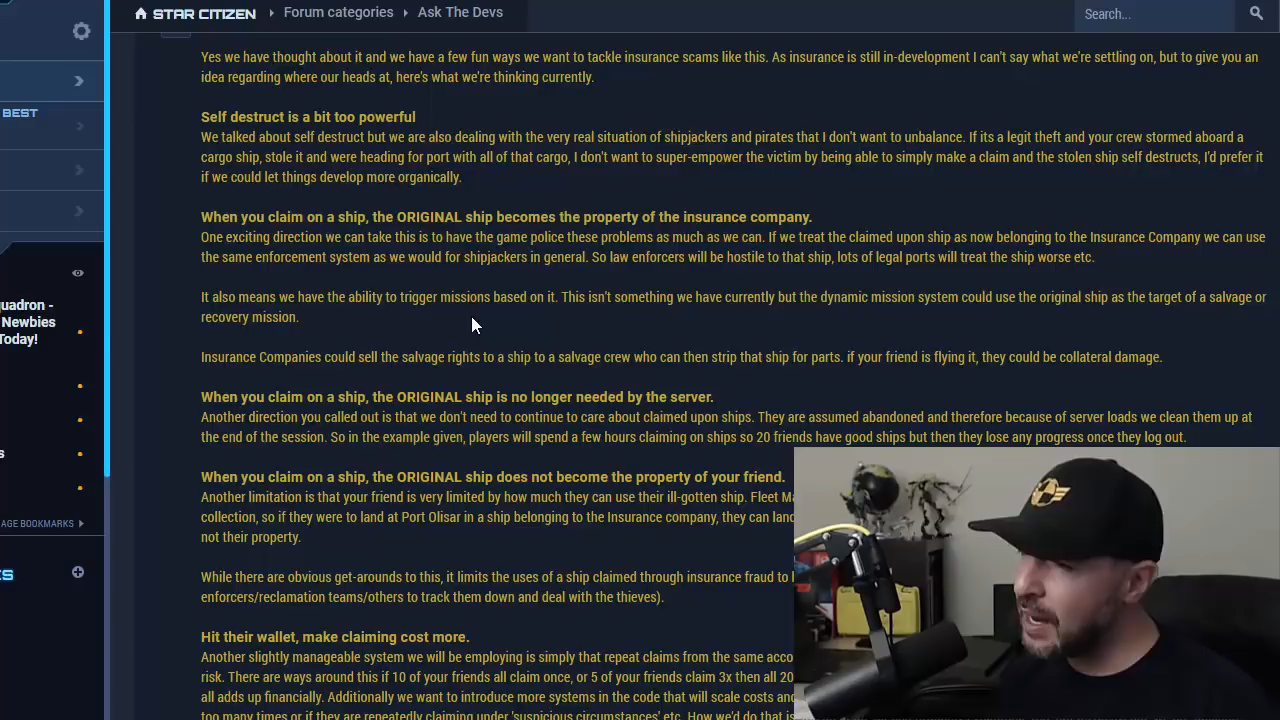 STAR CITIZEN
Forum categories
Ask The Devs
Search...
Yes we have thought about it and we have a few fun ways we want to tackle insurance scams like this. As insurance is still in-development I can't say what we're settling on, but to give you an
idea regarding where our heads at, here's what we're thinking currently.
BEST
Self destruct is a bit too powerful
We talked about self destruct but we are also dealing with the very real situation of shipjackers and pirates that I don't want to unbalance. If its a legit theft and your crew stormed aboard a
cargo ship, stole it and were heading for port with all of that cargo, I don't want to super-empower the victim by being able to simply make a claim and the stolen ship self destructs, I'd prefer it
if we could let things develop more organically.
When you claim on a ship, the ORIGINAL ship becomes the property of the insurance company.
One exciting direction we can take this is to have the game police these problems as much as we can. If we treat the claimed upon ship as now belonging to the Insurance Company we can use
the same enforcement system as we would for shipjackers in general. So law enforcers will be hostile to that ship, lots of legal ports will treat the ship worse etc.
It also means we have the ability to trigger missions based on it. This isn't something we have currently but the dynamic mission system could use the original ship as the target of a salvage or
recovery mission.
quadron -
Newbies
Today!
Insurance Companies could sell the salvage rights to a ship to a salvage crew who can then strip that ship for parts. if your friend is flying it, they could be collateral damage.
When you claim on a ship, the ORIGINAL ship is no longer needed by the server.
Another direction you called out is that we don't need to continue to care about claimed upon ships. They are assumed abandoned and therefore because of server loads we clean them up at
the end of the session. So in the example given, players will spend a few hours claiming on ships so 20 friends have good ships but then they lose any progress once they log out.
When you claim on a ship, the ORIGINAL ship does not become the property of your friend.
Another limitation is that your friend is very limited by how much they can use their ill-gotten ship. Fleet Ma
collection, so if they were to land at Port Olisar in a ship belonging to the Insurance company, they can land
not their property.
AGE BOOKMARKS
While there are obvious get-arounds to this, it limits the uses of a ship claimed through insurance fraud to
enforcers/reclamation teams/others to track them down and deal with the thieves).
Hit their wallet, make claiming cost more.
Another slightly manageable system we will be employing is simply that repeat claims from the same acco
risk. There are ways around this if 10 of your friends all claim once, or 5 of your friends claim 3x then all 20
all adds up financially. Additionally we want to introduce more systems in the code that will scale costs and
too many times or if they are repeatedly claiming under 'suspicious circumstances' etc. How we'd do that is